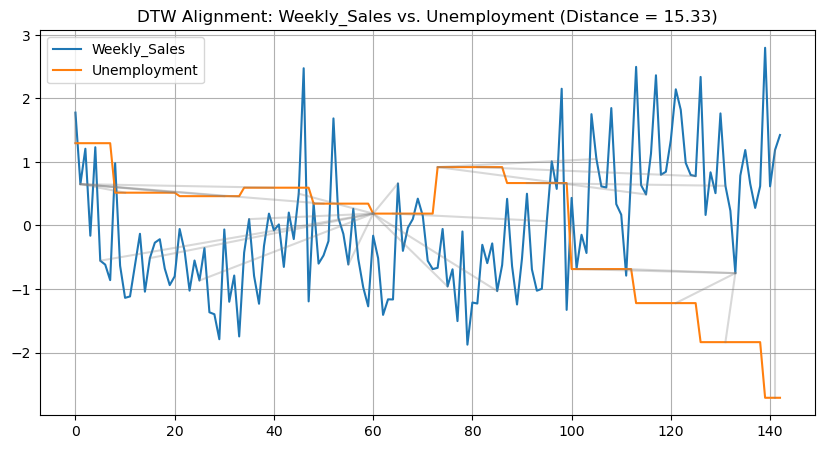 DTW Alignment: Weekly_Sales vs. Unemployment (Distance = 15.33)
Weekly_Sales
Unemployment
3
2
1
0
−1
−2
0 20 40 60 80 100 120 140